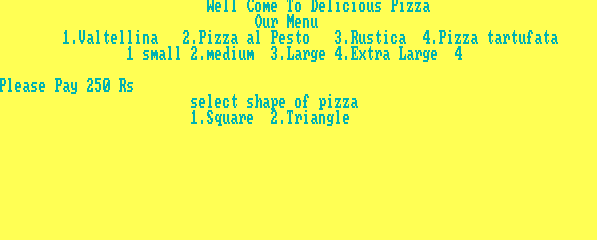 Well Come To Delicious Pizza
Our Menu
1.Valtellina 2.Pizza al Pesto 3.Rustica 4.Pizza tartufata
1 small 2.medium 3.Large 4.Extra Large 4
Please Pay 250 Rs
select shape of pizza
1.Square 2.Triangle